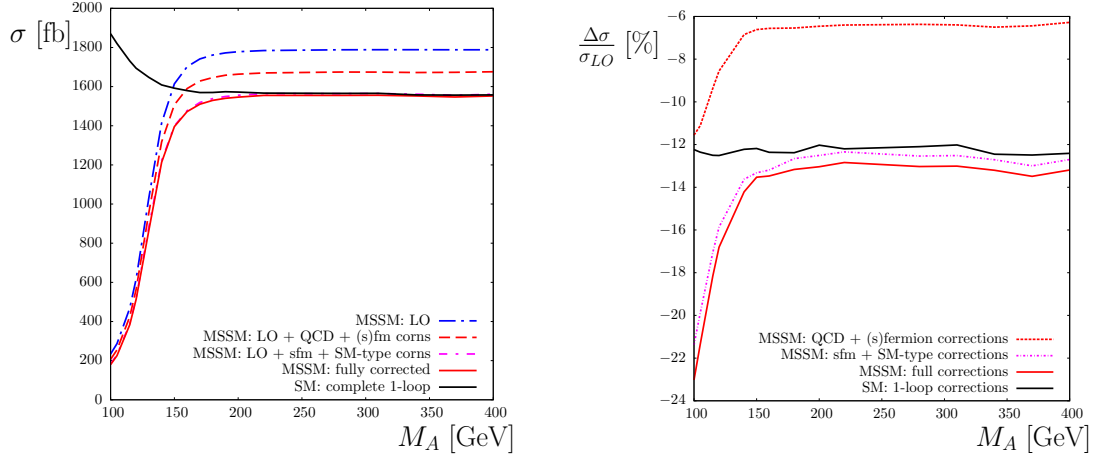 σ [fb]
2000
1800
1600
1400
1200
1000
800
600
400
200
0
MSSM: LO
MSSM: LO + QCD + (s)fm corns
MSSM: LO + sfm + SM-type corns
MSSM: fully corrected
SM: complete 1-loop
100 150 200 250 300 350 400
M_A [GeV]
Δσ/σ_LO [%]
−6
−8
−10
−12
−14
−16
−18
−20
−22
−24
MSSM: QCD + (s)fermion corrections
MSSM: sfm + SM-type corrections
MSSM: full corrections
SM: 1-loop corrections
100 150 200 250 300 350 400
M_A [GeV]